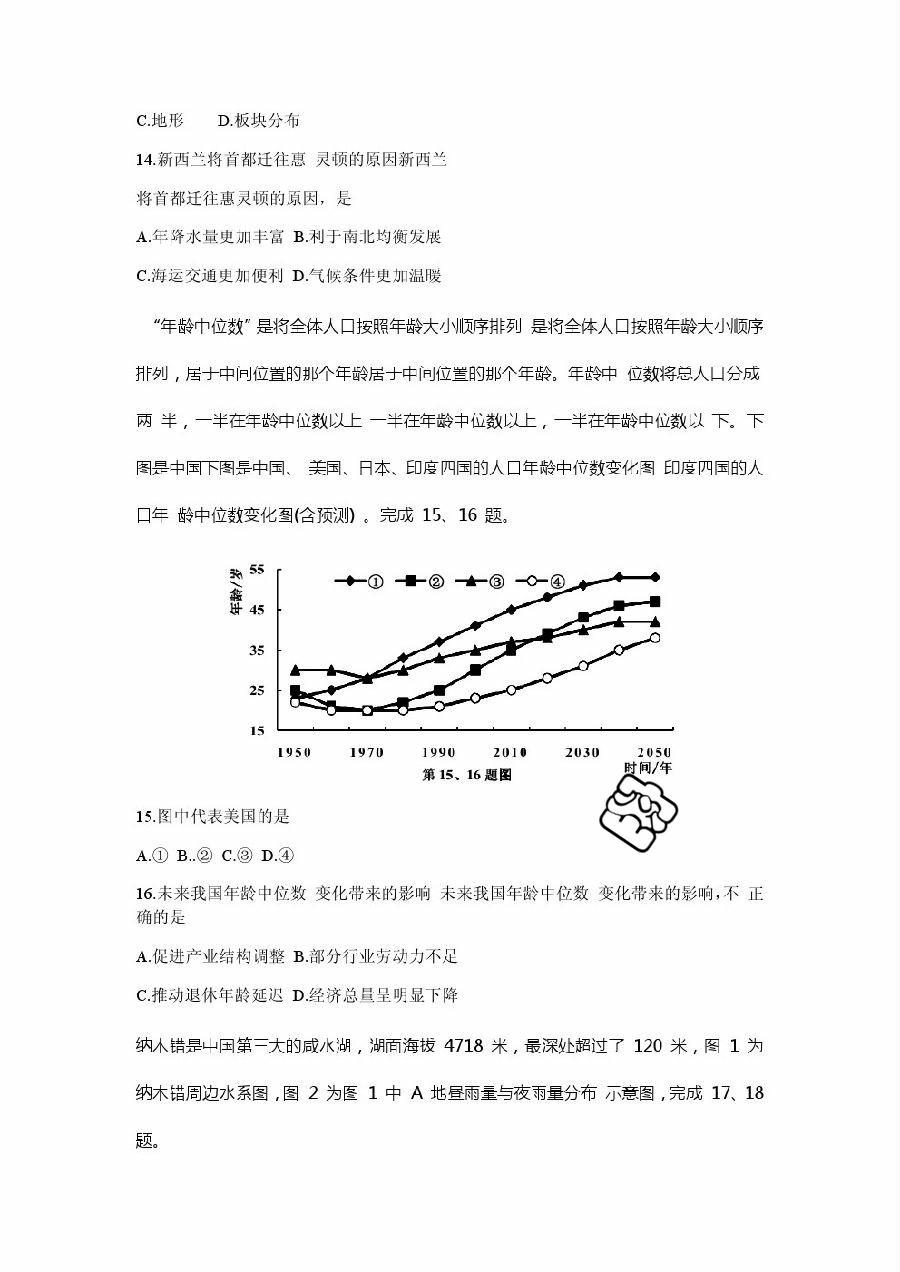 C.地形 D.板块分布
14.新西兰将首都迁往惠 灵顿的原因新西兰
将首都迁往惠灵顿的原因，是
A.年降水量更加丰富 B.利于南北均衡发展
C.海运交通更加便利 D.气候条件更加温暖
“年龄中位数”是将全体人口按照年龄大小顺序排列 是将全体人口按照年龄大小顺序
排列，居于中间位置的那个年龄居于中间位置的那个年龄。年龄中 位数将总人口分成
两 半，一半在年龄中位数以上 一半在年龄中位数以上，一半在年龄中位数以 下。下
图是中国下图是中国、 美国、日本、印度四国的人口年龄中位数变化图 印度四国的人
口年 龄中位数变化图(含预测) 。完成 15、16 题。
年龄/岁
55
① ② ③ ④
45
35
25
15
1950 1970 1990 2010 2030 2050
时间/年
第15、16题图
15.图中代表美国的是
A.① B..② C.③ D.④
16.未来我国年龄中位数 变化带来的影响 未来我国年龄中位数 变化带来的影响，不 正
确的是
A.促进产业结构调整 B.部分行业劳动力不足
C.推动退休年龄延迟 D.经济总量呈明显下降
纳木错是中国第三大的咸水湖，湖面海拔 4718 米，最深处超过了 120 米，图 1 为
纳木错周边水系图，图 2 为图 1 中 A 地昼雨量与夜雨量分布 示意图，完成 17、18
题。